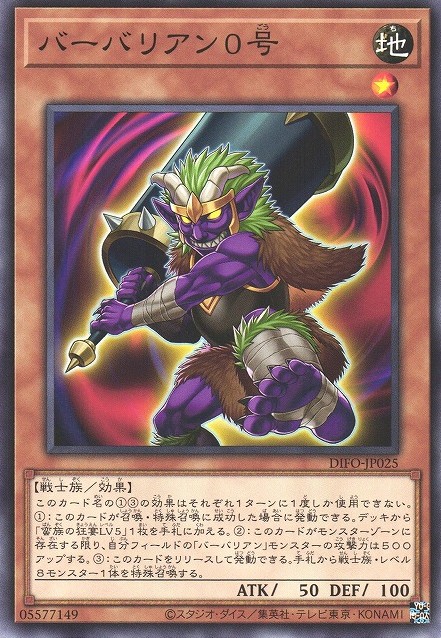 バーバリアン0号
地
DIFO-JP025
【戦士族／効果】
このカード名の①③の効果はそれぞれ1ターンに1度しか使用できない。
①：このカードが召喚・特殊召喚に成功した場合に発動できる。デッキから
「蛮族の狂宴LV5」1枚を手札に加える。②：このカードがモンスターゾーンに
存在する限り、自分フィールドの「バーバリアン」モンスターの攻撃力は500
アップする。③：このカードをリリースして発動できる。手札から戦士族・レベル
8モンスター1体を特殊召喚する。
ATK/ 50 DEF/ 100
05577149 ©スタジオ・ダイス／集英社・テレビ東京・KONAMI